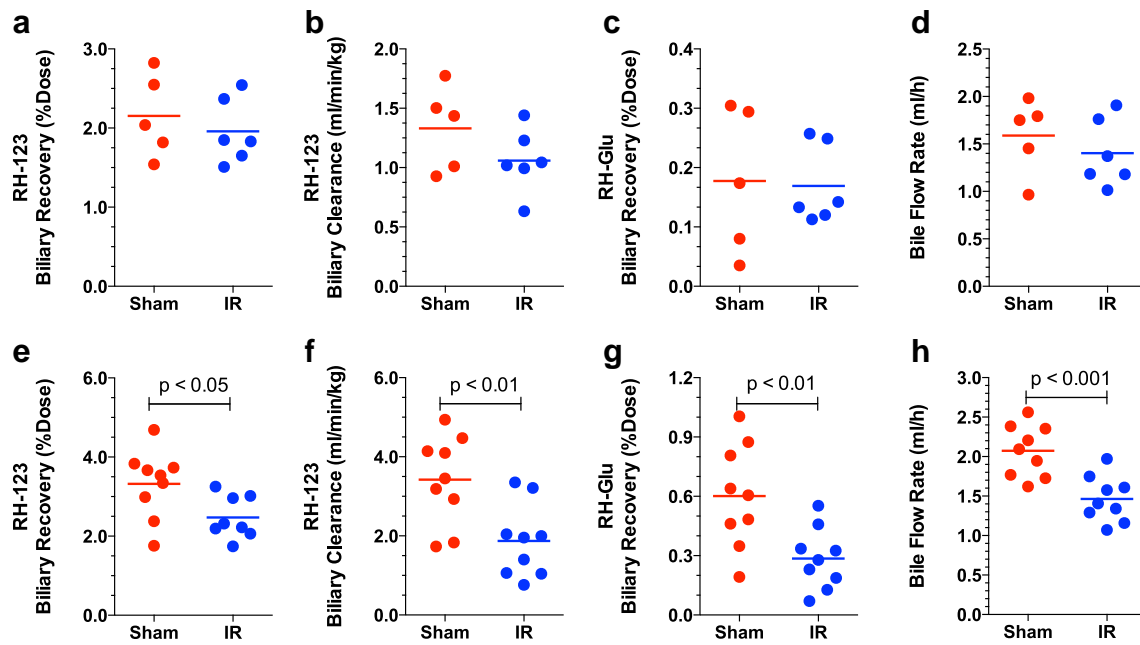 a
RH-123
Biliary Recovery (%Dose)
3.0
2.0
1.0
0.0
Sham
IR
b
RH-123
Biliary Clearance (ml/min/kg)
2.0
1.5
1.0
0.5
0.0
Sham
IR
c
RH-Glu
Biliary Recovery (%Dose)
0.4
0.3
0.2
0.1
0.0
Sham
IR
d
Bile Flow Rate (ml/h)
2.5
2.0
1.5
1.0
0.5
0.0
Sham
IR
e
RH-123
Biliary Recovery (%Dose)
6.0
4.0
2.0
0.0
p < 0.05
Sham
IR
f
RH-123
Biliary Clearance (ml/min/kg)
6.0
4.0
2.0
0.0
p < 0.01
Sham
IR
g
RH-Glu
Biliary Recovery (%Dose)
1.2
0.9
0.6
0.3
0.0
p < 0.01
Sham
IR
h
Bile Flow Rate (ml/h)
3.0
2.5
2.0
1.5
1.0
0.5
0.0
p < 0.001
Sham
IR